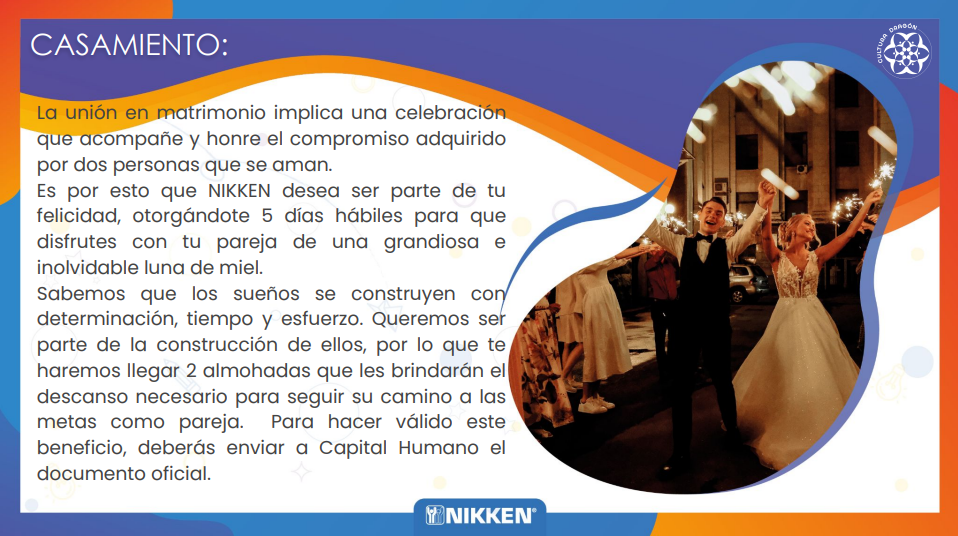 CASAMIENTO:
CULTURA DRAGÓN
La unión en matrimonio implica una celebración
que acompañe y honre el compromiso adquirido
por dos personas que se aman.
Es por esto que NIKKEN desea ser parte de tu
felicidad, otorgándote 5 días hábiles para que
disfrutes con tu pareja de una grandiosa e
inolvidable luna de miel.
Sabemos que los sueños se construyen con
determinación, tiempo y esfuerzo. Queremos ser
parte de la construcción de ellos, por lo que te
haremos llegar 2 almohadas que les brindarán el
descanso necesario para seguir su camino a las
metas como pareja. Para hacer válido este
beneficio, deberás enviar a Capital Humano el
documento oficial.
NIKKEN®